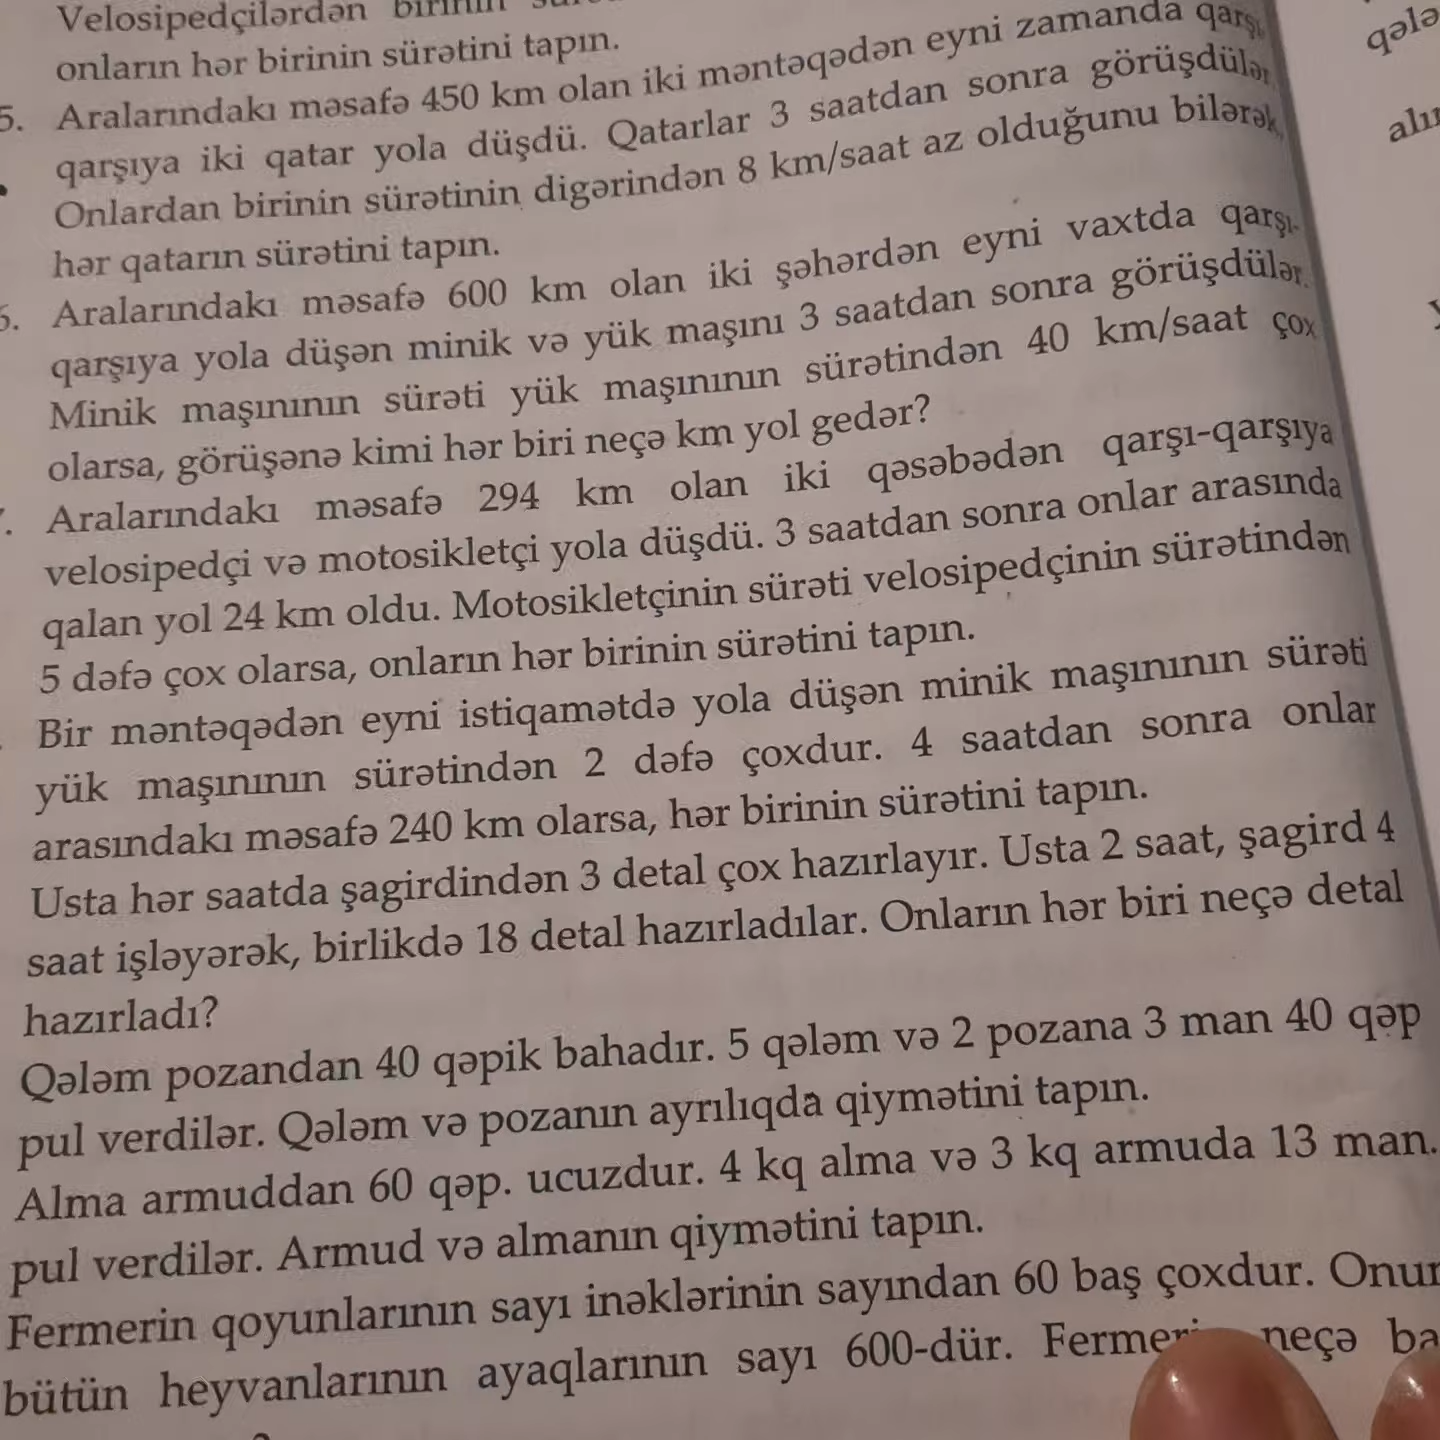 Velosipedçilərdən birinin
onların hər birinin sürətini tapın.
5. Aralarındakı məsafə 450 km olan iki məntəqədən eyni zamanda qarşı
qarşıya iki qatar yola düşdü. Qatarlar 3 saatdan sonra görüşdülər.
Onlardan birinin sürətinin digərindən 8 km/saat az olduğunu bilərək,
hər qatarın sürətini tapın.
6. Aralarındakı məsafə 600 km olan iki şəhərdən eyni vaxtda qarşı-
qarşıya yola düşən minik və yük maşını 3 saatdan sonra görüşdülər.
Minik maşınının sürəti yük maşınının sürətindən 40 km/saat çox
olarsa, görüşənə kimi hər biri neçə km yol gedər?
Aralarındakı məsafə 294 km olan iki qəsəbədən qarşı-qarşıya
velosipedçi və motosikletçi yola düşdü. 3 saatdan sonra onlar arasında
qalan yol 24 km oldu. Motosikletçinin sürəti velosipedçinin sürətindən
5 dəfə çox olarsa, onların hər birinin sürətini tapın.
Bir məntəqədən eyni istiqamətdə yola düşən minik maşınının sürəti
yük maşınının sürətindən 2 dəfə çoxdur. 4 saatdan sonra onlar
arasındakı məsafə 240 km olarsa, hər birinin sürətini tapın.
Usta hər saatda şagirdindən 3 detal çox hazırlayır. Usta 2 saat, şagird 4
saat işləyərək, birlikdə 18 detal hazırladılar. Onların hər biri neçə detal
hazırladı?
Qələm pozandan 40 qəpik bahadır. 5 qələm və 2 pozana 3 man 40 qəp
pul verdilər. Qələm və pozanın ayrılıqda qiymətini tapın.
Alma armuddan 60 qəp. ucuzdur. 4 kq alma və 3 kq armuda 13 man.
pul verdilər. Armud və almanın qiymətini tapın.
Fermerin qoyunlarının sayı inəklərinin sayından 60 baş çoxdur. Onun
bütün heyvanlarının ayaqlarının sayı 600-dür. neçə ba
qələ
alı